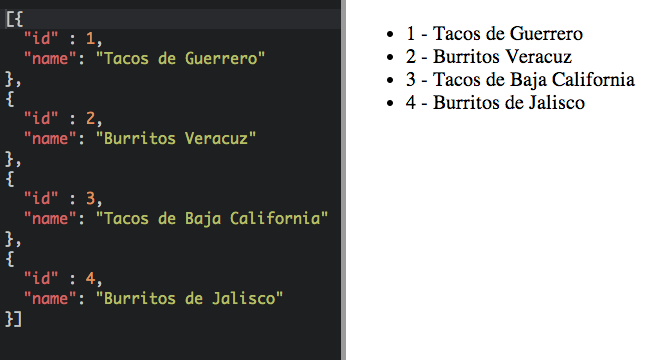 [{
"id" : 1,
"name": "Tacos de Guerrero"
},
{
"id" : 2,
"name": "Burritos Veracuz"
},
{
"id" : 3,
"name": "Tacos de Baja California"
},
{
"id" : 4,
"name": "Burritos de Jalisco"
}]
• 1 - Tacos de Guerrero
• 2 - Burritos Veracuz
• 3 - Tacos de Baja California
• 4 - Burritos de Jalisco